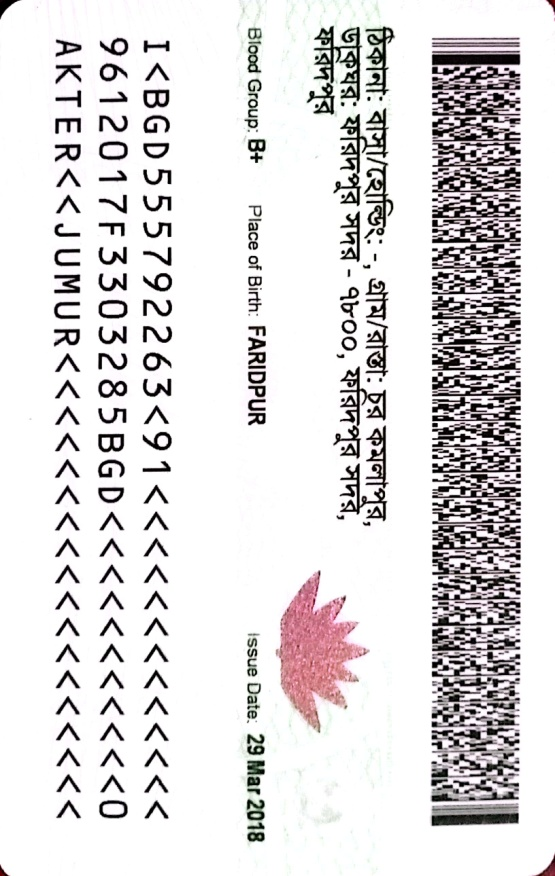 ঠিকানা: বাসা/হোল্ডিং: -, গ্রাম/রাস্তা: চুর কমলাপুর,
ডাকঘর: ফরিদপুর সদর - ৭৮০০, ফরিদপুর সদর,
ফরিদপুর
Blood Group: B+ Place of Birth: FARIDPUR Issue Date: 29 Mar 2018
I<BGD5557922263<91<<<<<<<<<<<<
9612017F3303285BGD<<<<<<<<<<<0
AKTER<<JUMUR<<<<<<<<<<<<<<<<<<